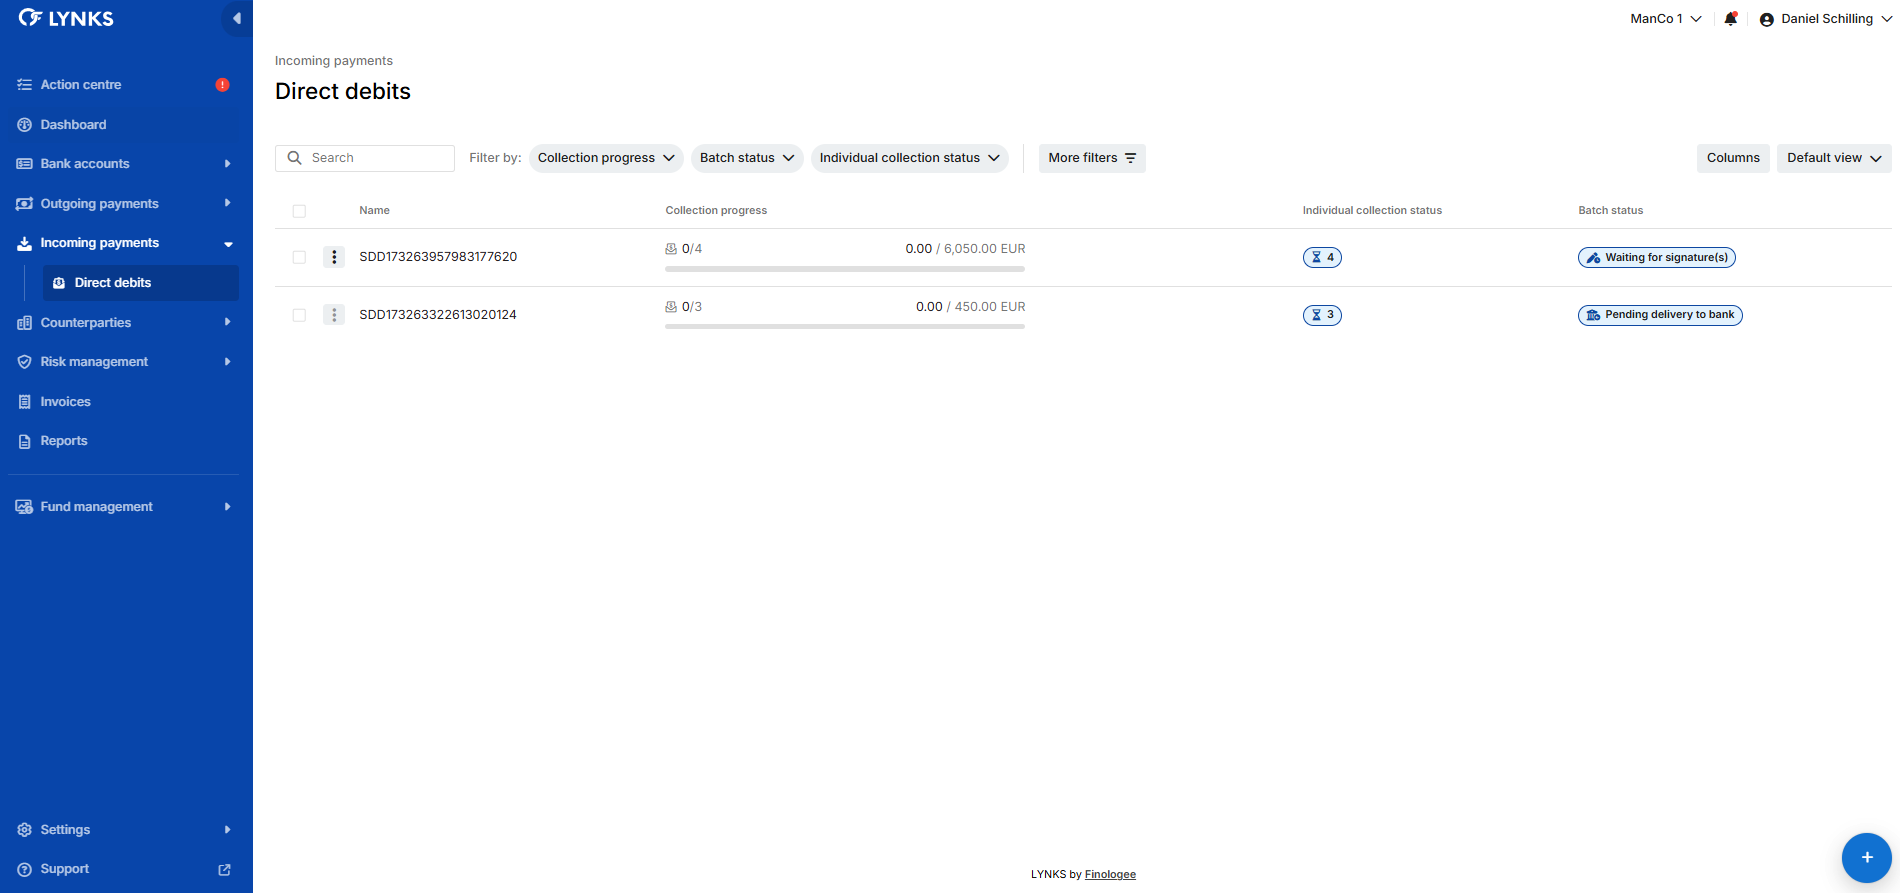 LYNKS
ManCo 1
Daniel Schilling
Action centre
!
Dashboard
Bank accounts
Outgoing payments
Incoming payments
Direct debits
Counterparties
Risk management
Invoices
Reports
Fund management
Settings
Support
Incoming payments
Direct debits
Search
Filter by:
Collection progress
Batch status
Individual collection status
More filters
Columns
Default view
Name
Collection progress
Individual collection status
Batch status
SDD173263957983177620
0/4
0.00 / 6,050.00 EUR
4
Waiting for signature(s)
SDD173263322613020124
0/3
0.00 / 450.00 EUR
3
Pending delivery to bank
LYNKS by Finologee
+